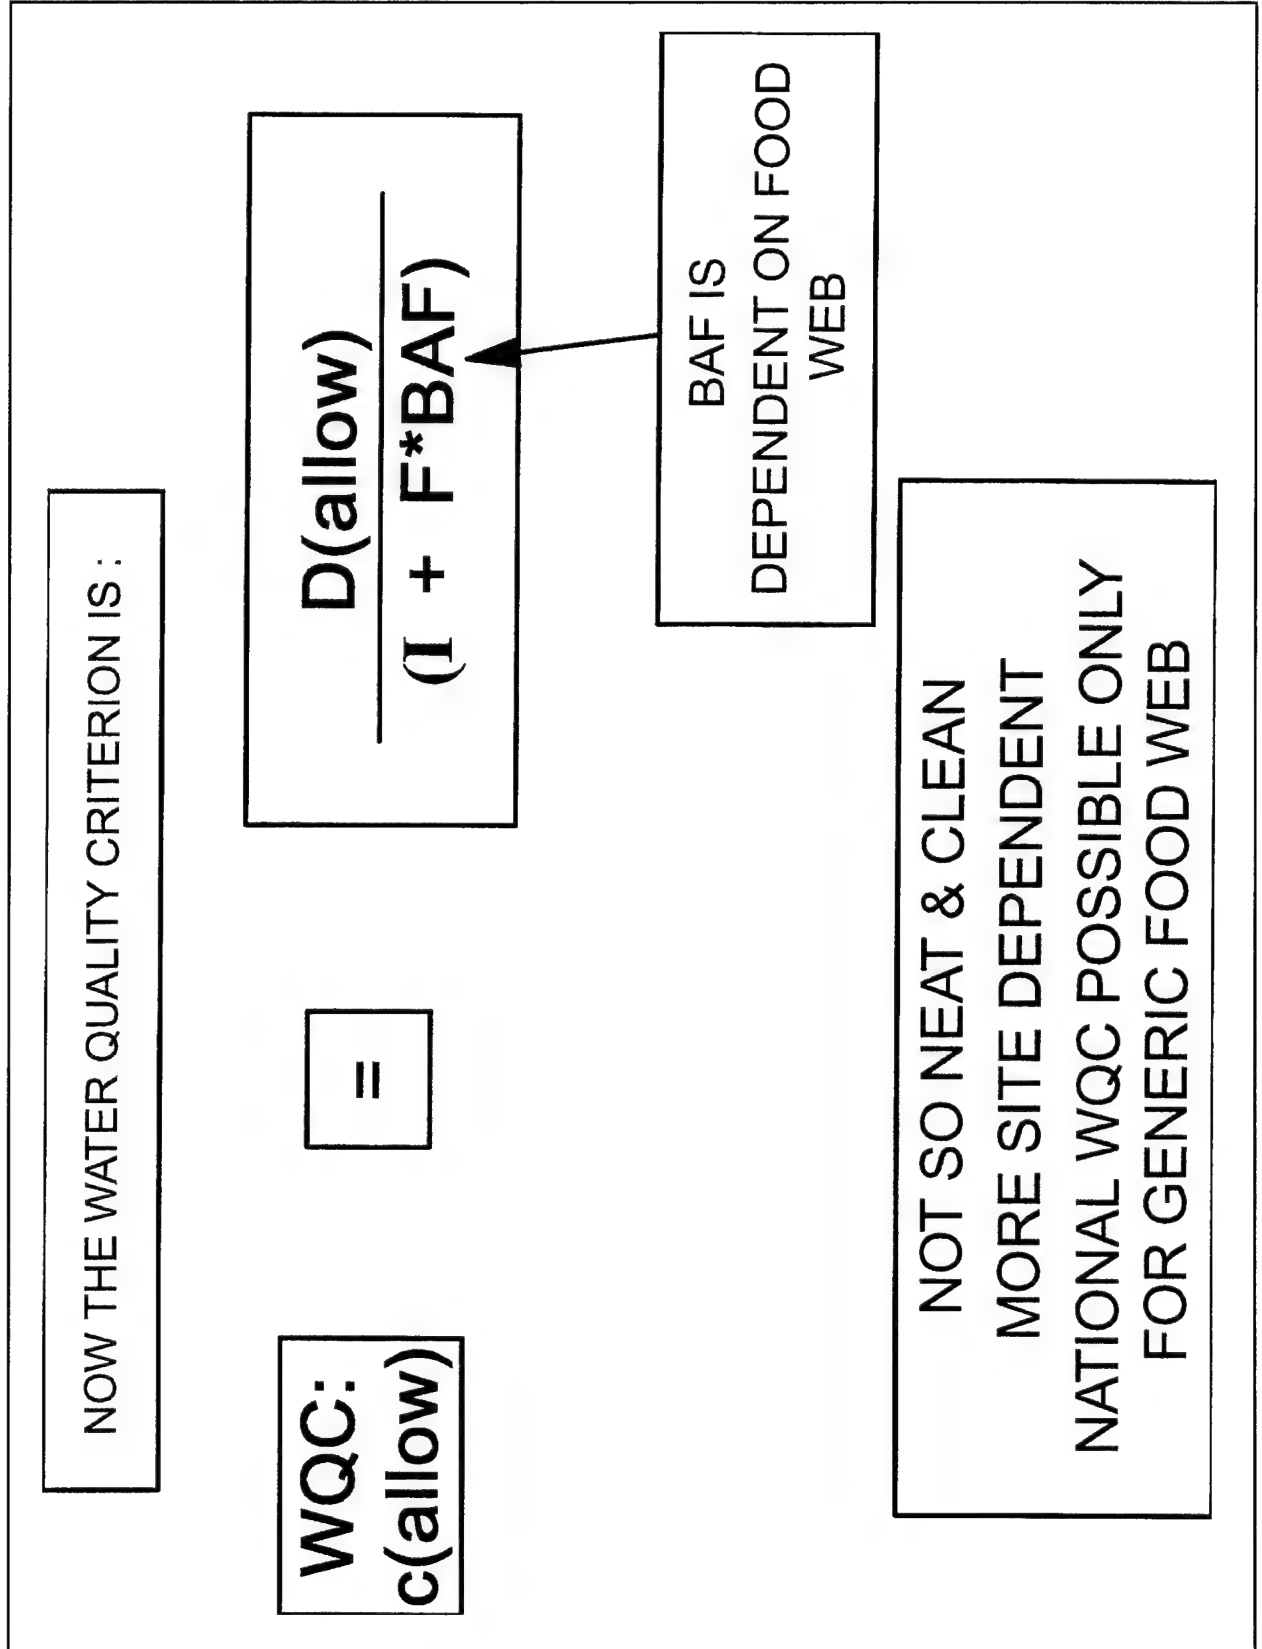 NOW THE WATER QUALITY CRITERION IS :
WQC:
c(allow)
=
D(allow)
(I + F*BAF)
BAF IS
DEPENDENT ON FOOD
WEB
NOT SO NEAT & CLEAN
MORE SITE DEPENDENT
NATIONAL WQC POSSIBLE ONLY
FOR GENERIC FOOD WEB